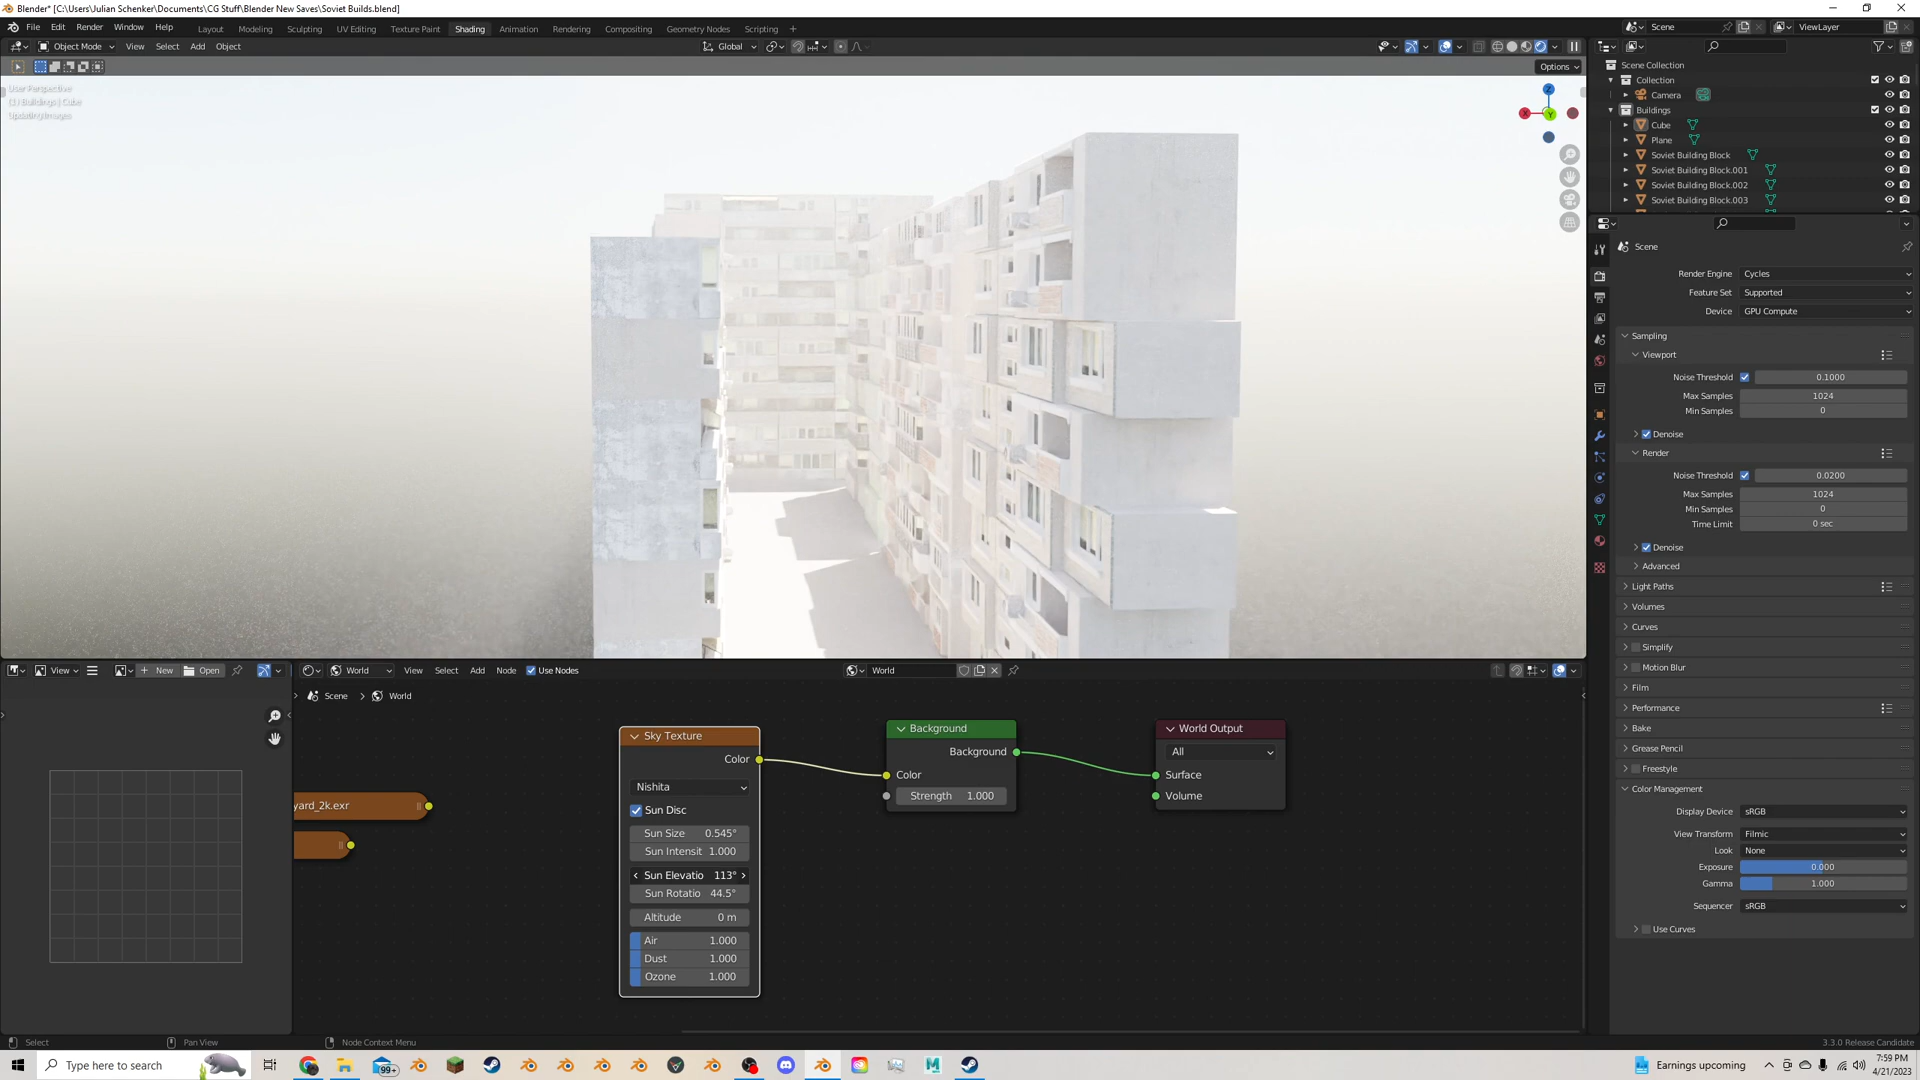 Blender* [C:\Users\Julian Schenker\Documents\CG Stuff\Blender New Saves\Soviet Builds.blend]
File Edit Render Window Help Layout Modeling Sculpting UV Editing Texture Paint Shading Animation Rendering Compositing Geometry Nodes Scripting + Scene ViewLayer
Object Mode View Select Add Object Global
Options
User Perspective
(1) Buildings | Cube
Updating Images
X Y Z
Scene Collection
Collection
Camera
Buildings
Cube
Plane
Soviet Building Block
Soviet Building Block.001
Soviet Building Block.002
Soviet Building Block.003
Scene
Render Engine Cycles
Feature Set Supported
Device GPU Compute
Sampling
Viewport
Noise Threshold 0.1000
Max Samples 1024
Min Samples 0
Denoise
Render
Noise Threshold 0.0200
Max Samples 1024
Min Samples 0
Time Limit 0 sec
Denoise
Advanced
Light Paths
Volumes
Curves
Simplify
Motion Blur
Film
Performance
Bake
Grease Pencil
Freestyle
Color Management
Display Device sRGB
View Transform Filmic
Look None
Exposure 0.000
Gamma 1.000
Sequencer sRGB
Use Curves
View + New Open
World View Select Add Node Use Nodes World
Scene > World
yard_2k.exr
Sky Texture
Color
Nishita
Sun Disc
Sun Size 0.545°
Sun Intensit 1.000
Sun Elevatio 113°
Sun Rotatio 44.5°
Altitude 0 m
Air 1.000
Dust 1.000
Ozone 1.000
Background
Background
Color
Strength 1.000
World Output
All
Surface
Volume
Select Pan View Node Context Menu 3.3.0 Release Candidate
Type here to search 99+ Earnings upcoming 7:59 PM
4/21/2023